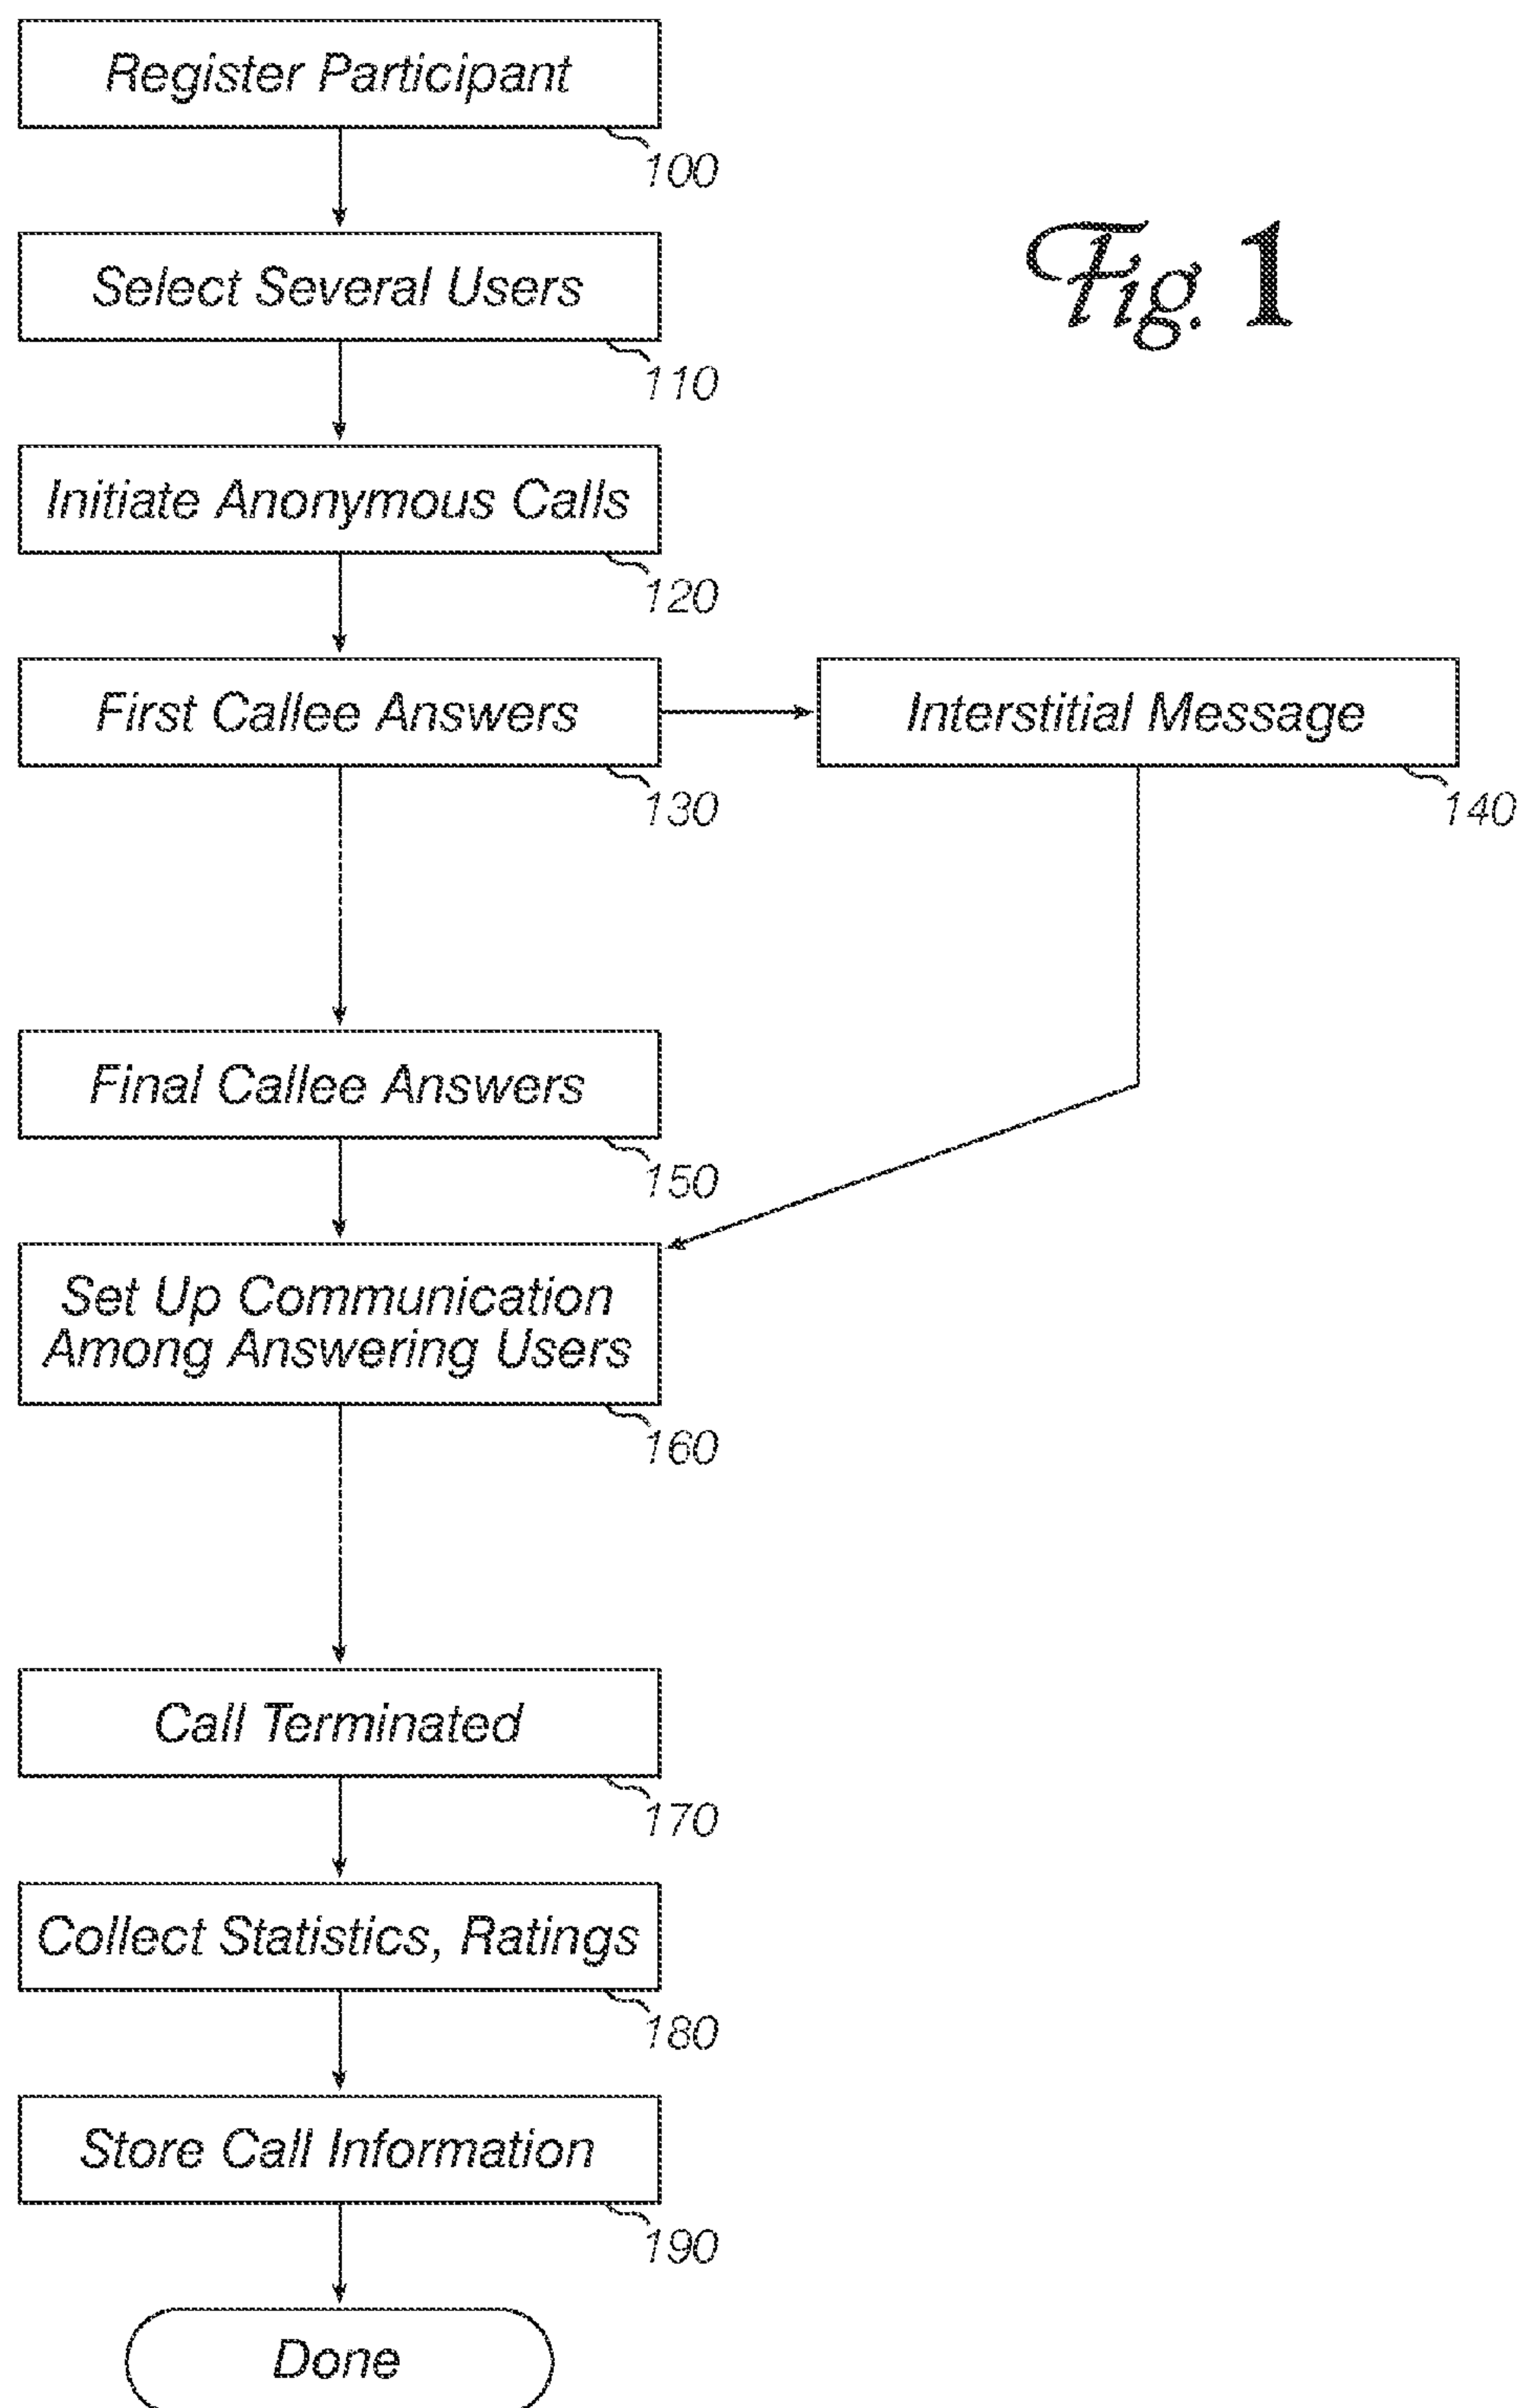 Register Participant
100
Fig. 1
Select Several Users
110
Initiate Anonymous Calls
120
First Callee Answers
130
Interstitial Message
140
Final Callee Answers
150
Set Up Communication
Among Answering Users
160
Call Terminated
170
Collect Statistics, Ratings
180
Store Call Information
190
Done